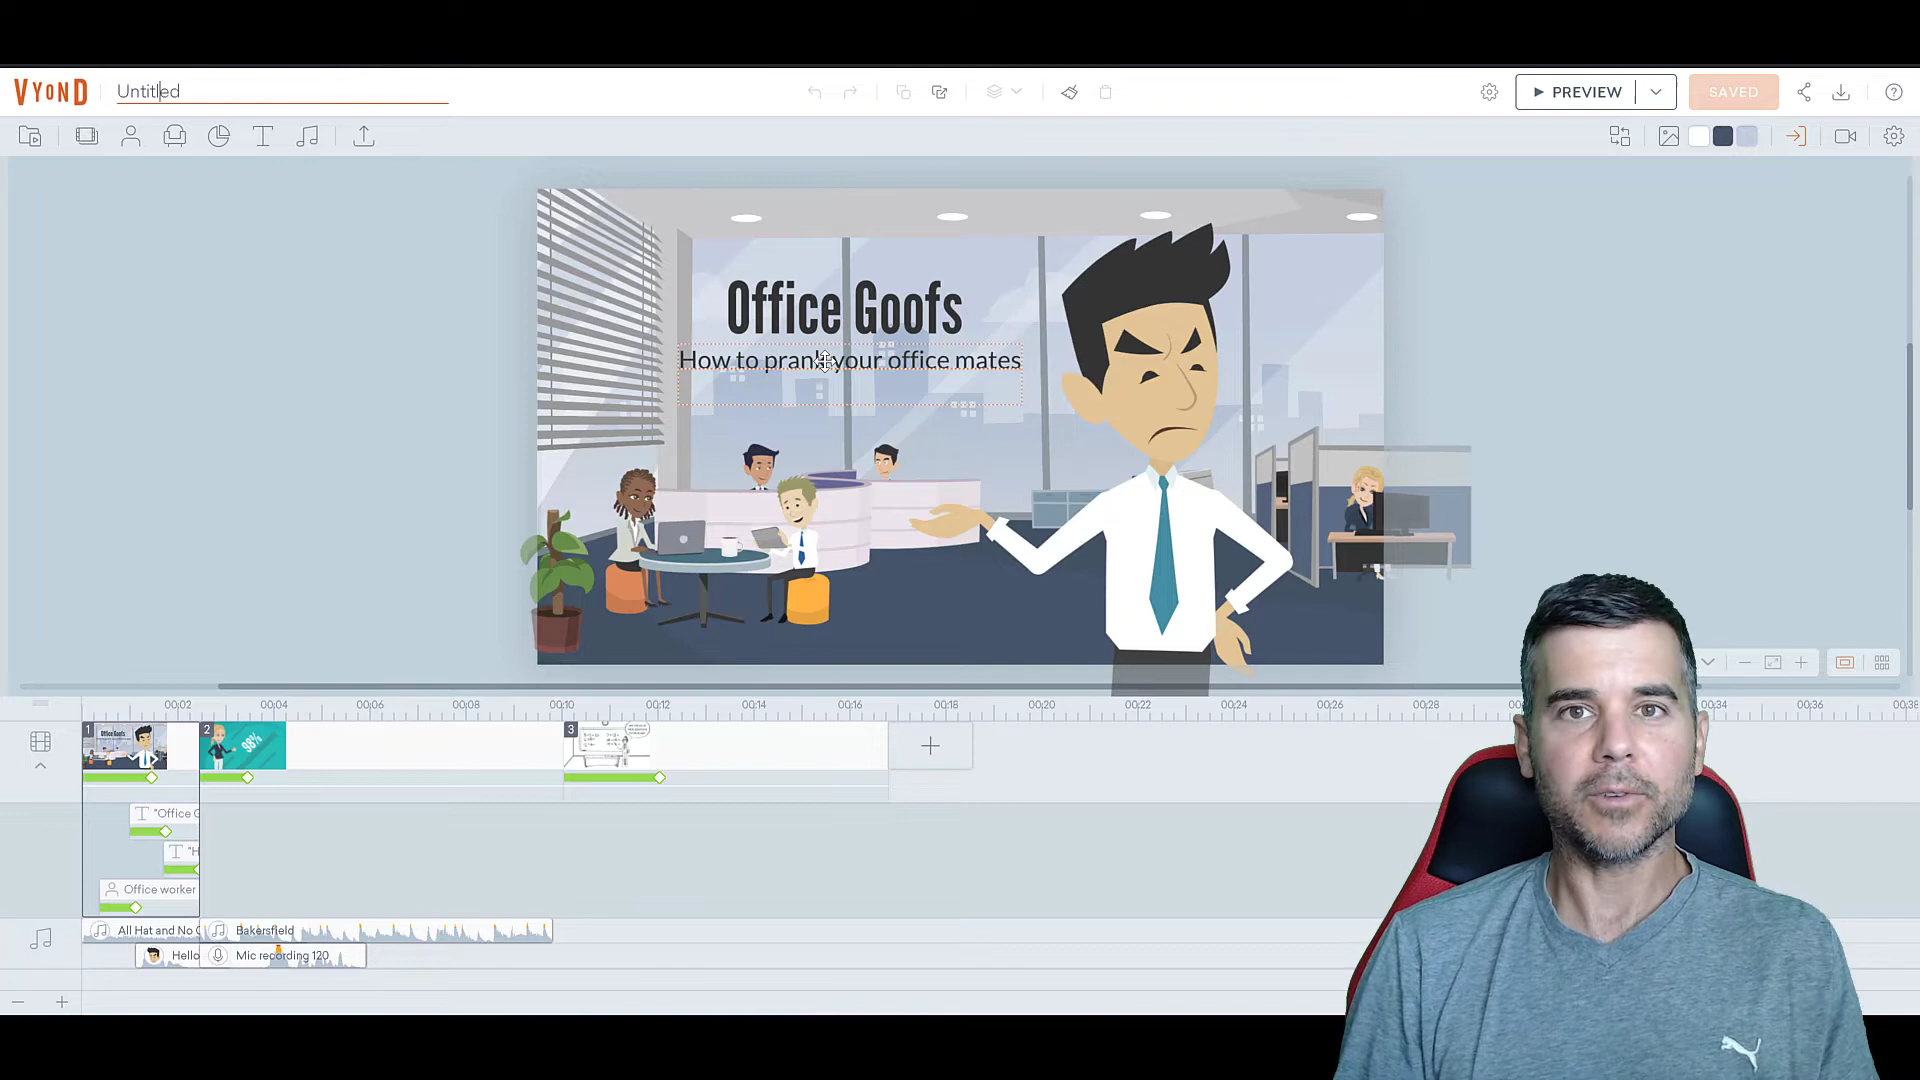 VYOND
Untitled
PREVIEW
SAVED
Office Goofs
How to prank your office mates
00:02 00:04 00:06 00:08 00:10 00:12 00:14 00:16 00:18 00:20 00:22 00:24 00:26 00:28 00:34 00:36 00:38
1 2 3
Office Goofs
98%
"Office G
"H
Office worker
All Hat and No C
Bakersfield
Hello
Mic recording 120